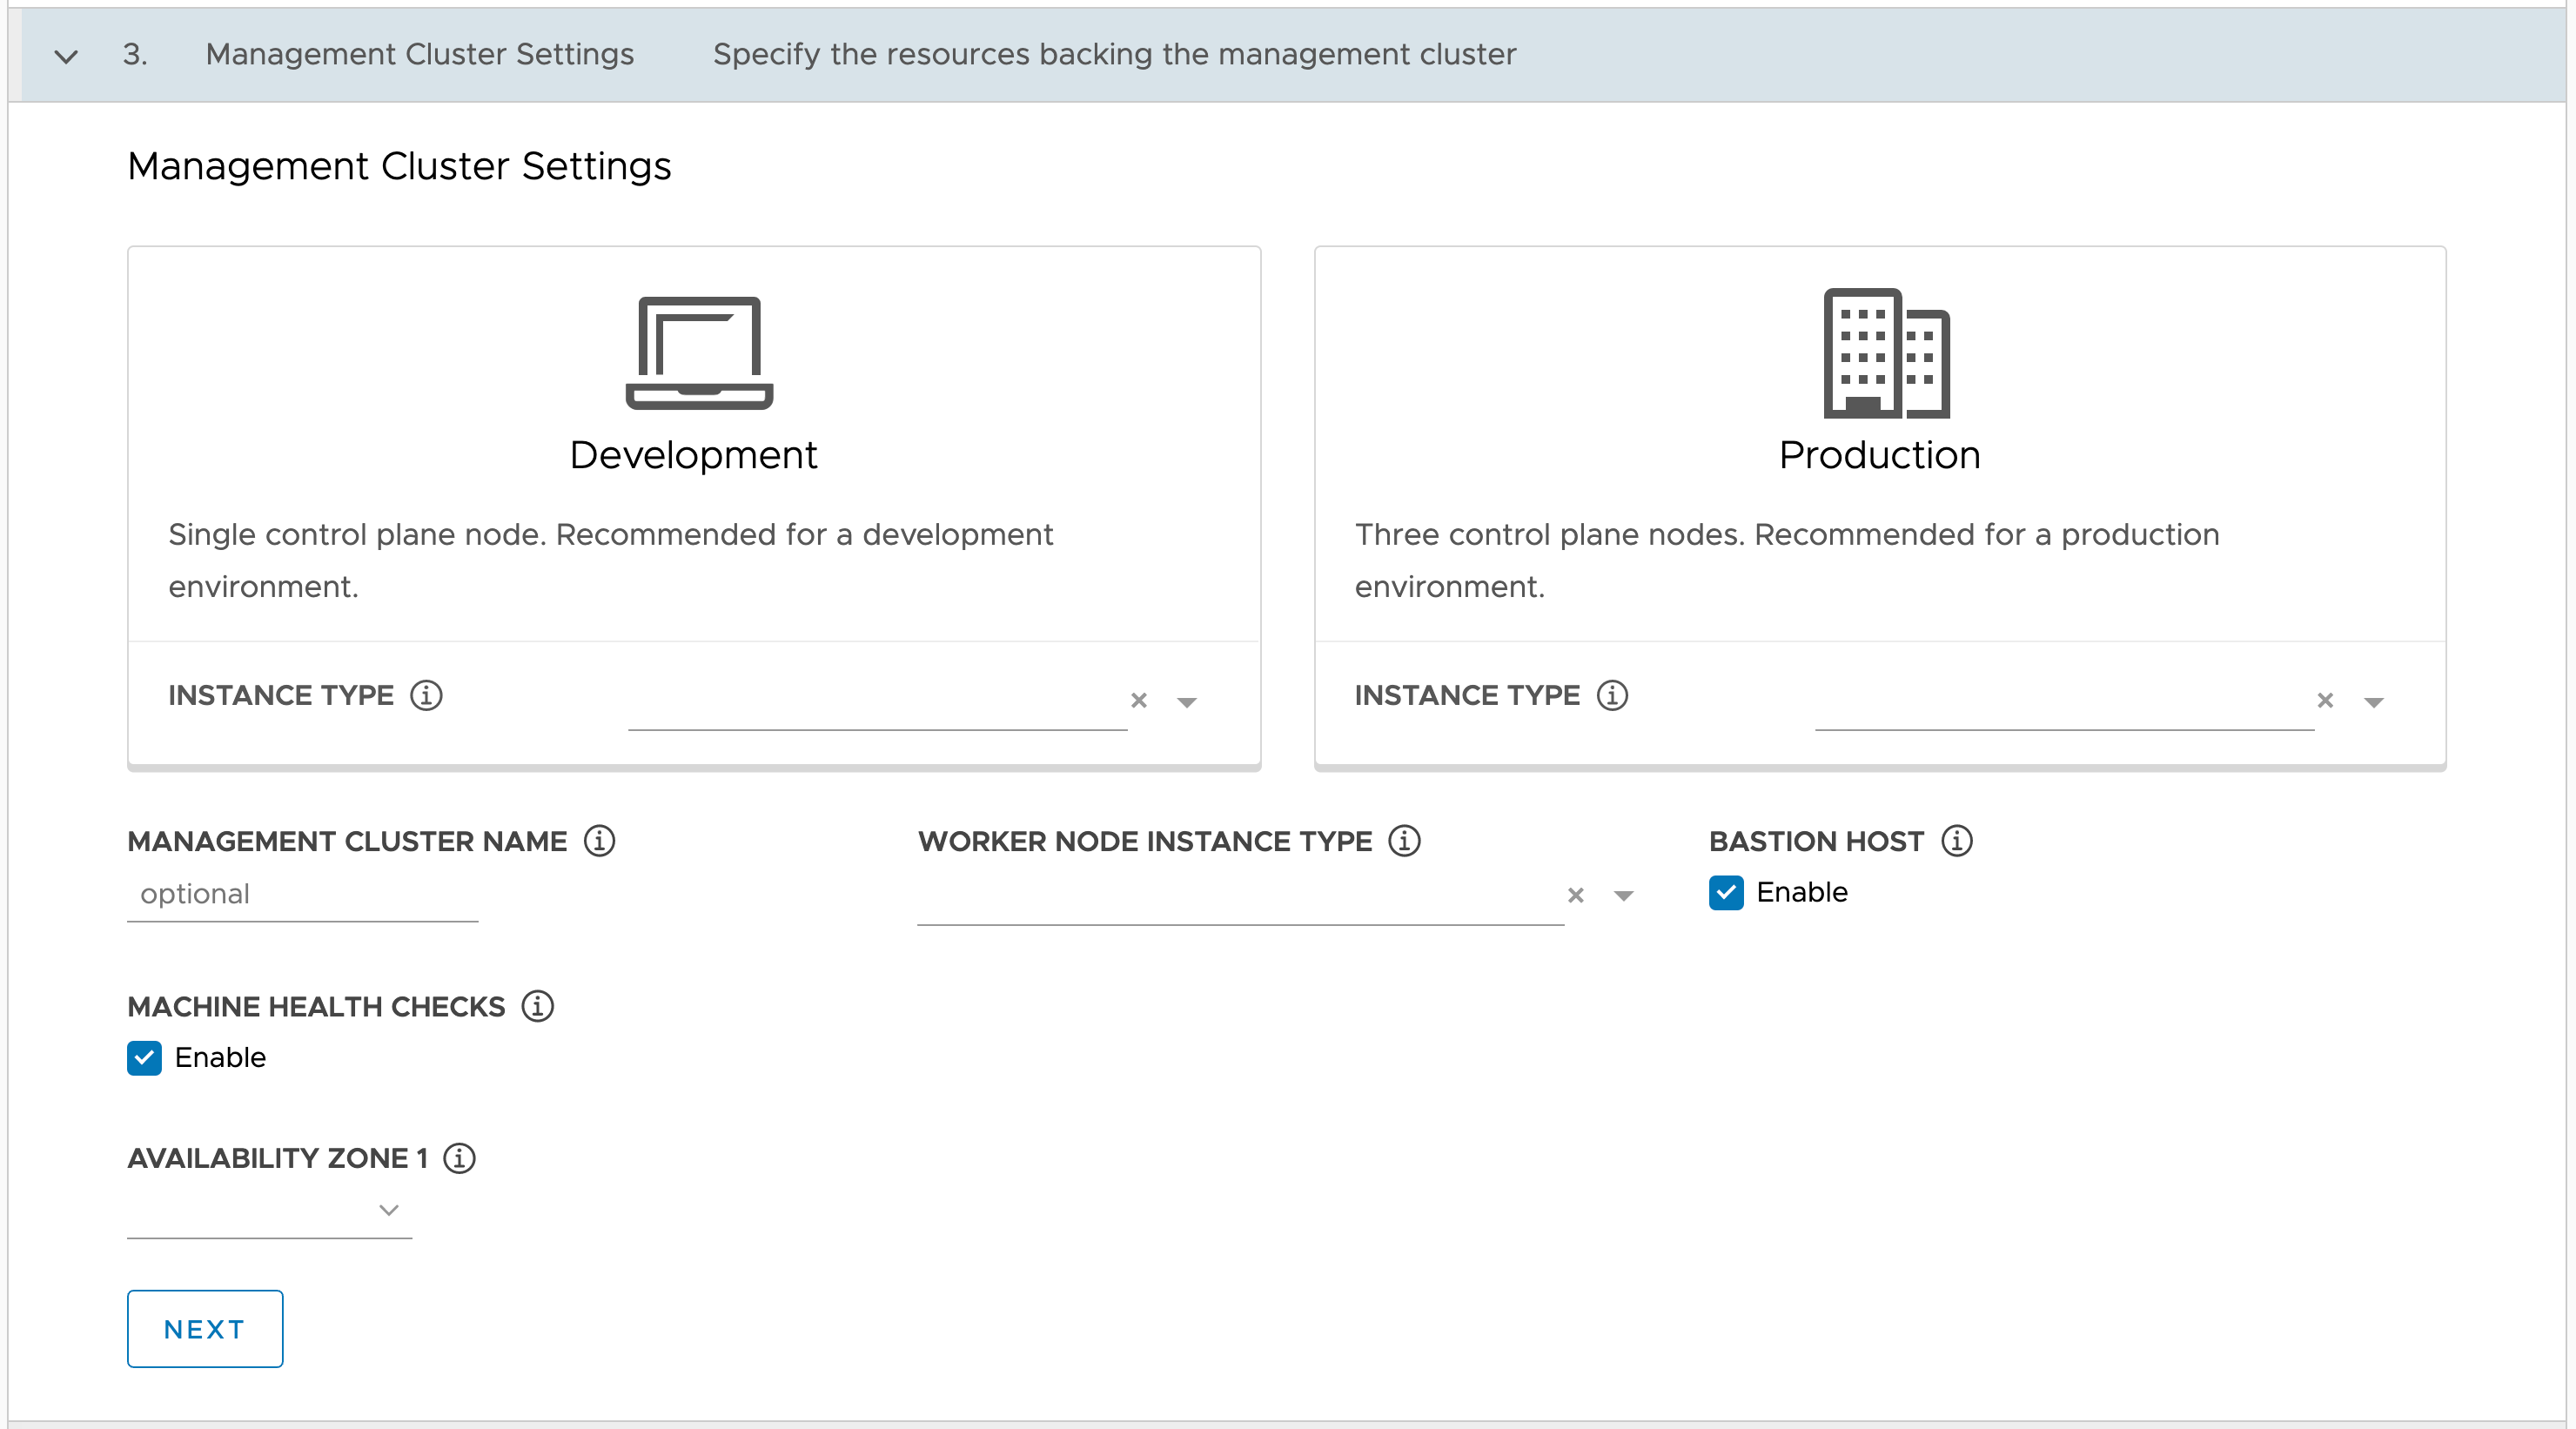 3. Management Cluster Settings Specify the resources backing the management cluster
Management Cluster Settings
Development
Single control plane node. Recommended for a development
environment.
INSTANCE TYPE
Production
Three control plane nodes. Recommended for a production
environment.
INSTANCE TYPE
MANAGEMENT CLUSTER NAME
optional
WORKER NODE INSTANCE TYPE
BASTION HOST
Enable
MACHINE HEALTH CHECKS
Enable
AVAILABILITY ZONE 1
NEXT